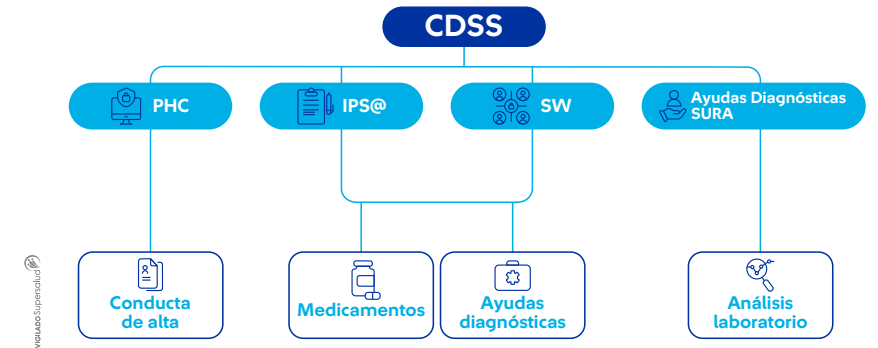 CDSS
PHC
IPS@
SW
Ayudas Diagnósticas
SURA
Conducta
de alta
Medicamentos
Ayudas
diagnósticas
Análisis
laboratorio
VIGILADO Supersalud